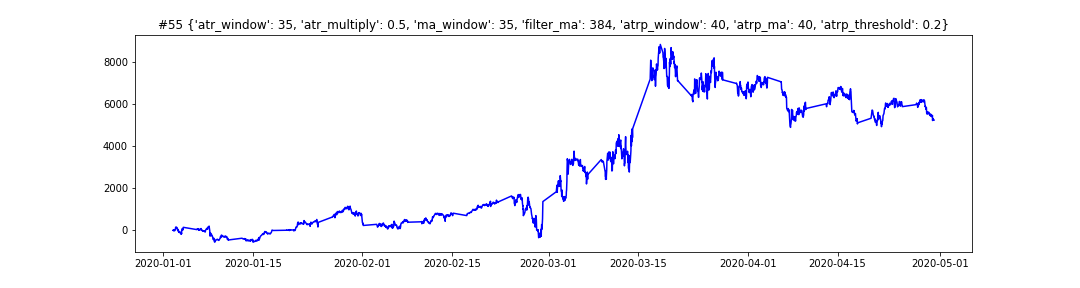 #55 {'atr_window': 35, 'atr_multiply': 0.5, 'ma_window': 35, 'filter_ma': 384, 'atrp_window': 40, 'atrp_ma': 40, 'atrp_threshold': 0.2}
8000
6000
4000
2000
0
2020-01-01 2020-01-15 2020-02-01 2020-02-15 2020-03-01 2020-03-15 2020-04-01 2020-04-15 2020-05-01